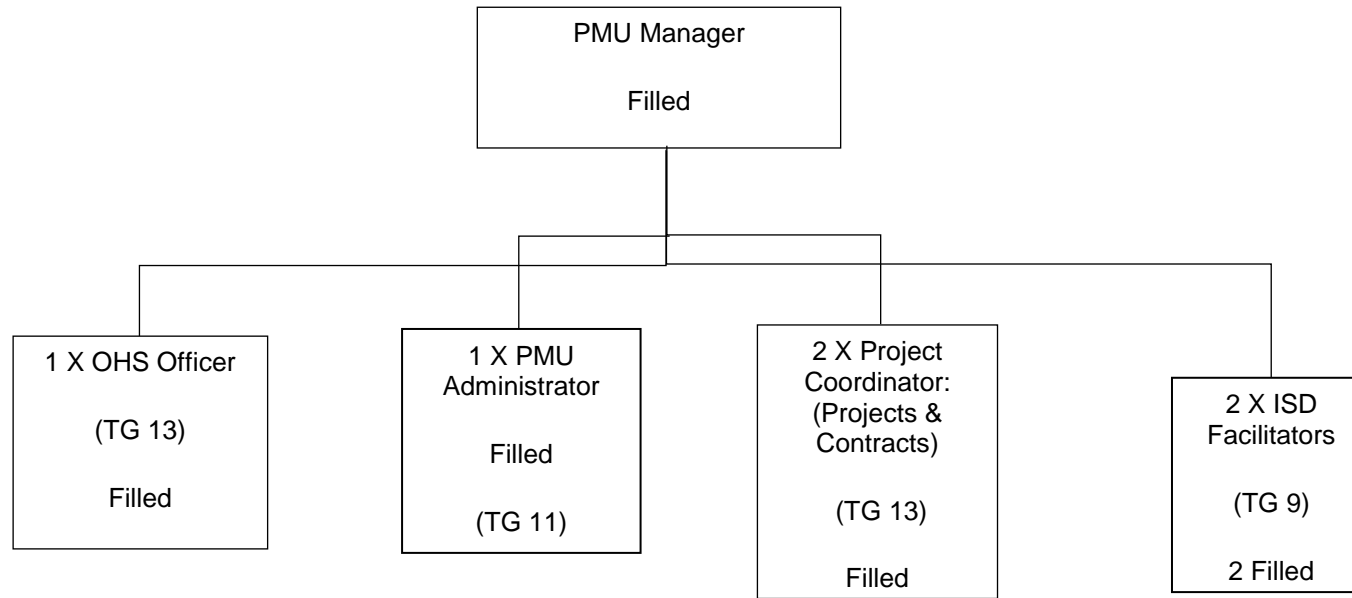 PMU Manager
Filled
1 X OHS Officer
(TG 13)
Filled
1 X PMU
Administrator
Filled
(TG 11)
2 X Project
Coordinator:
(Projects &
Contracts)
(TG 13)
Filled
2 X ISD
Facilitators
(TG 9)
2 Filled